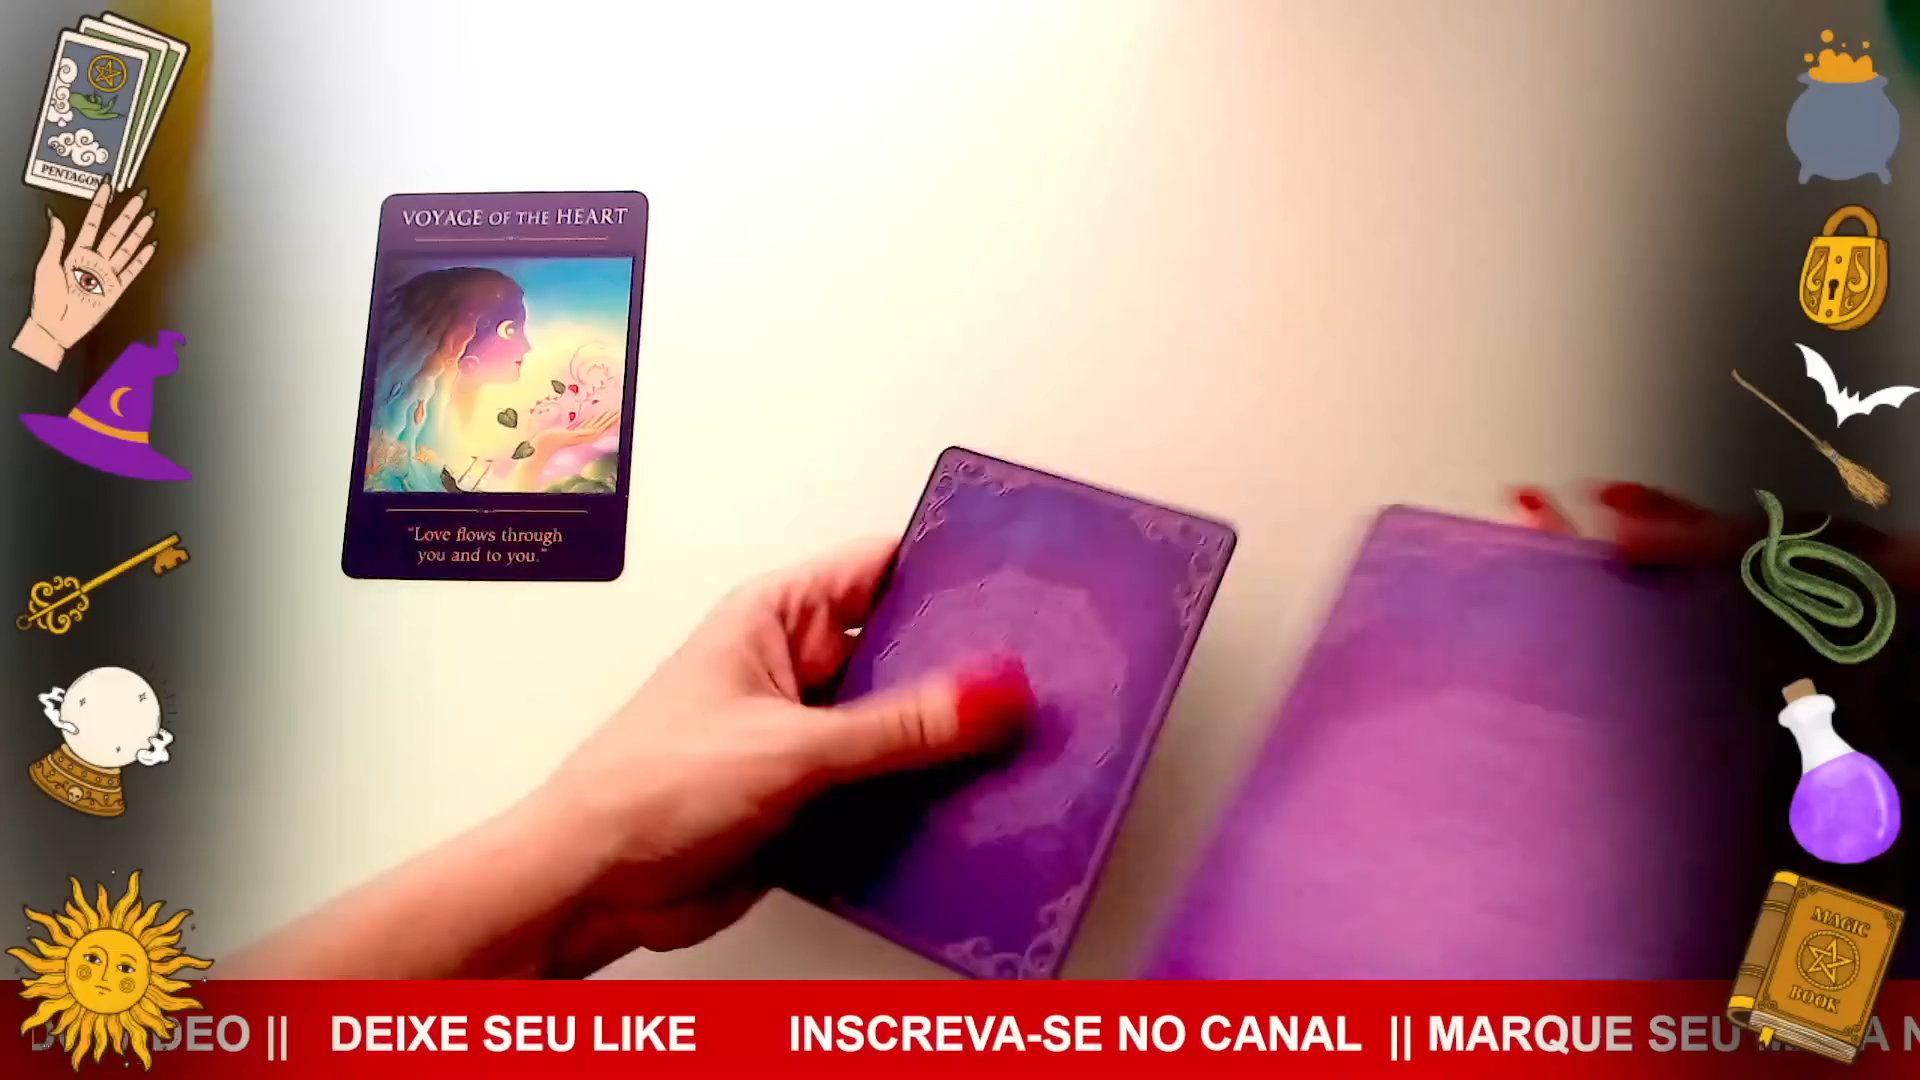 PENTAGON
VOYAGE OF THE HEART
"Love flows through
you and to you."
MAGIC
BOOK
DEIXE SEU LIKE INSCREVA-SE NO CANAL || MARQUE SEU